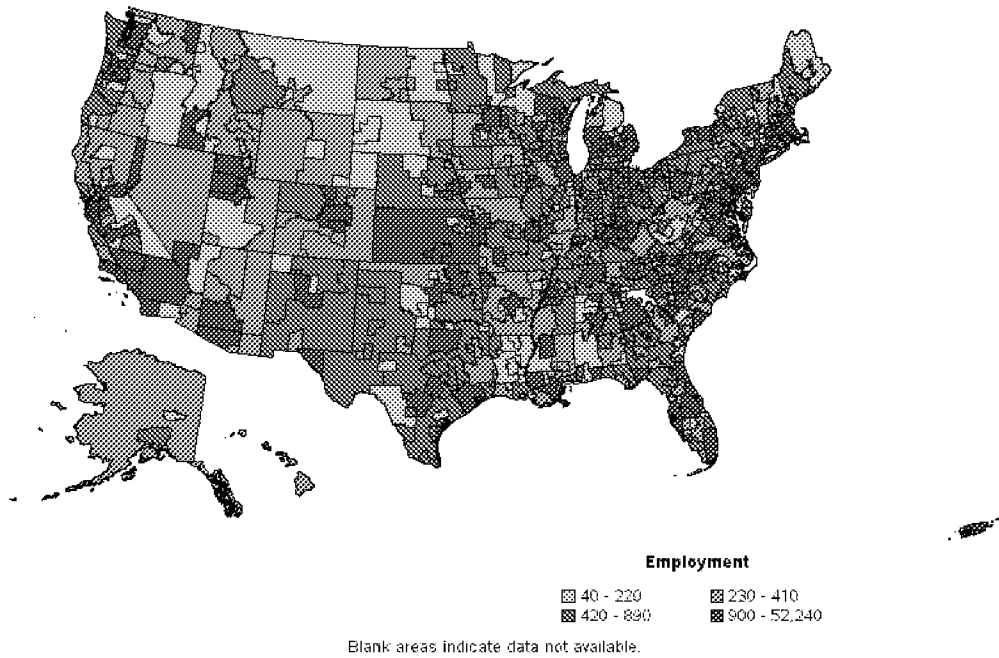 Employment
40 - 220 230 - 410
420 - 890 900 - 52,240
Blank areas indicate data not available.